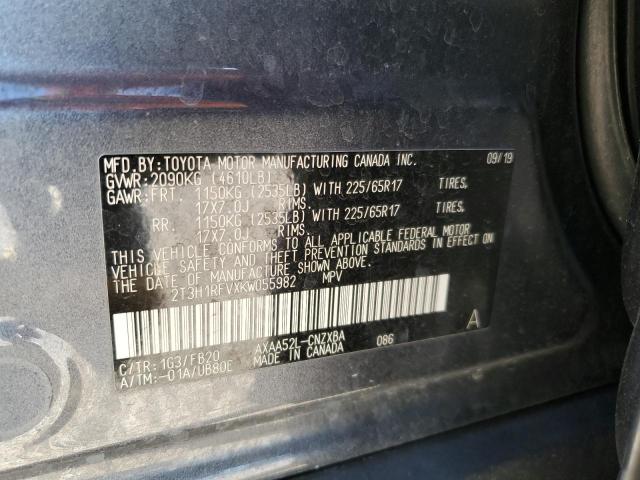 MFD.BY:TOYOTA MOTOR MANUFACTURING CANADA INC. 09/19
GVWR:2090KG (4610LB)
GAWR:FRT. 1150KG (2535LB) WITH 225/65R17 TIRES,
17X7.0J RIMS.
RR. 1150KG (2535LB) WITH 225/65R17 TIRES,
17X7.0J RIMS.
THIS VEHICLE CONFORMS TO ALL APPLICABLE FEDERAL MOTOR
VEHICLE SAFETY AND THEFT PREVENTION STANDARDS IN EFFECT ON
THE DATE OF MANUFACTURE SHOWN ABOVE.
2T3H1RFVXKW055982 MPV
AXAA52L-CNZXBA 086 A
C/TR:1G3/FB20 MADE IN CANADA
A/TM:-01A/UB80E